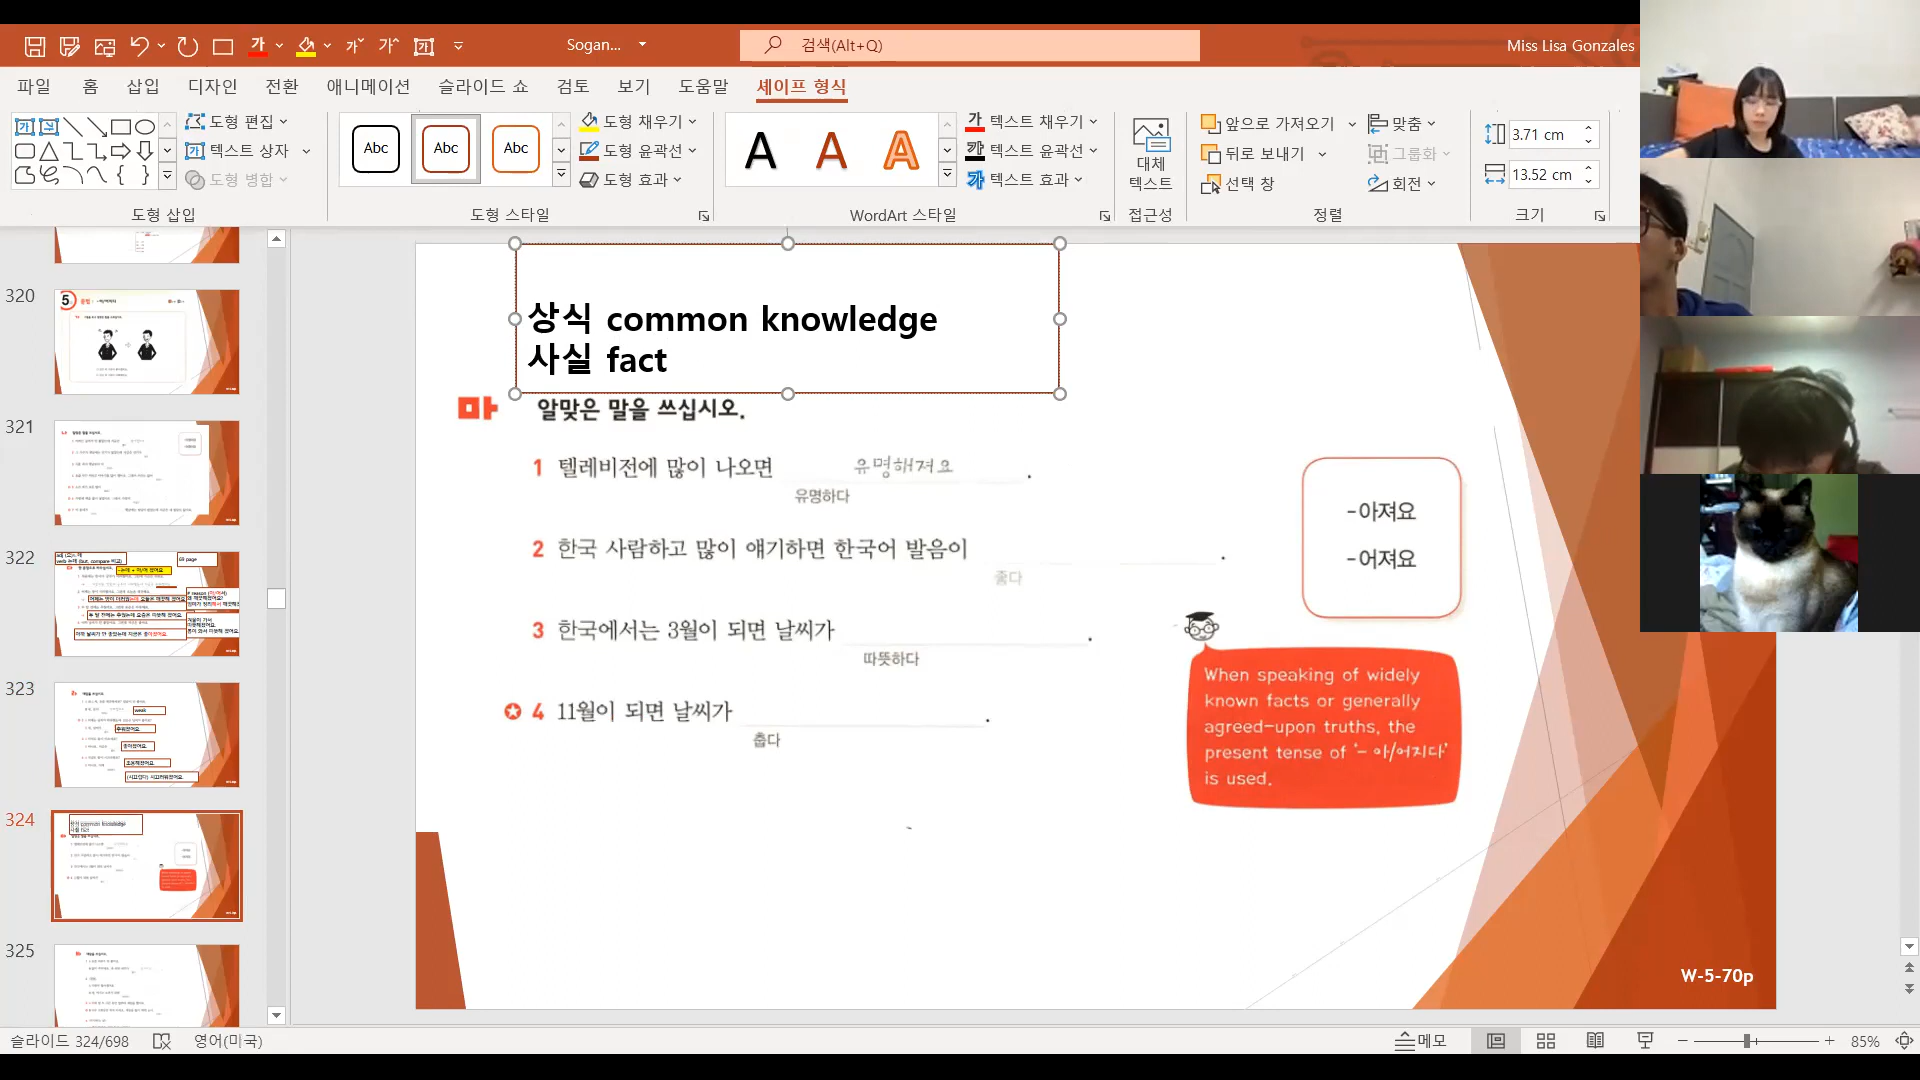 Sogan...
검색(Alt+Q)
Miss Lisa Gonzales
파일 홈 삽입 디자인 전환 애니메이션 슬라이드 쇼 검토 보기 도움말 셰이프 형식
도형 편집
텍스트 상자
도형 병합
도형 삽입
Abc Abc Abc
도형 채우기
도형 윤곽선
도형 효과
도형 스타일
A A A
텍스트 채우기
텍스트 윤곽선
텍스트 효과
WordArt 스타일
대체
텍스트
접근성
앞으로 가져오기
뒤로 보내기
선택 창
맞춤
그룹화
회전
정렬
3.71 cm
13.52 cm
크기
320
321
322
323
324
325
상식 common knowledge
사실 fact
마 알맞은 말을 쓰십시오.
1 텔레비전에 많이 나오면 유명해져요 .
유명하다
2 한국 사람하고 많이 얘기하면 한국어 발음이 .
좋다
3 한국에서는 3월이 되면 날씨가 .
따뜻하다
4 11월이 되면 날씨가 .
춥다
-아져요
-어져요
When speaking of widely
known facts or generally
agreed-upon truths, the
present tense of '- 아/어지다'
is used.
W-5-70p
슬라이드 324/698
영어(미국)
메모
85%